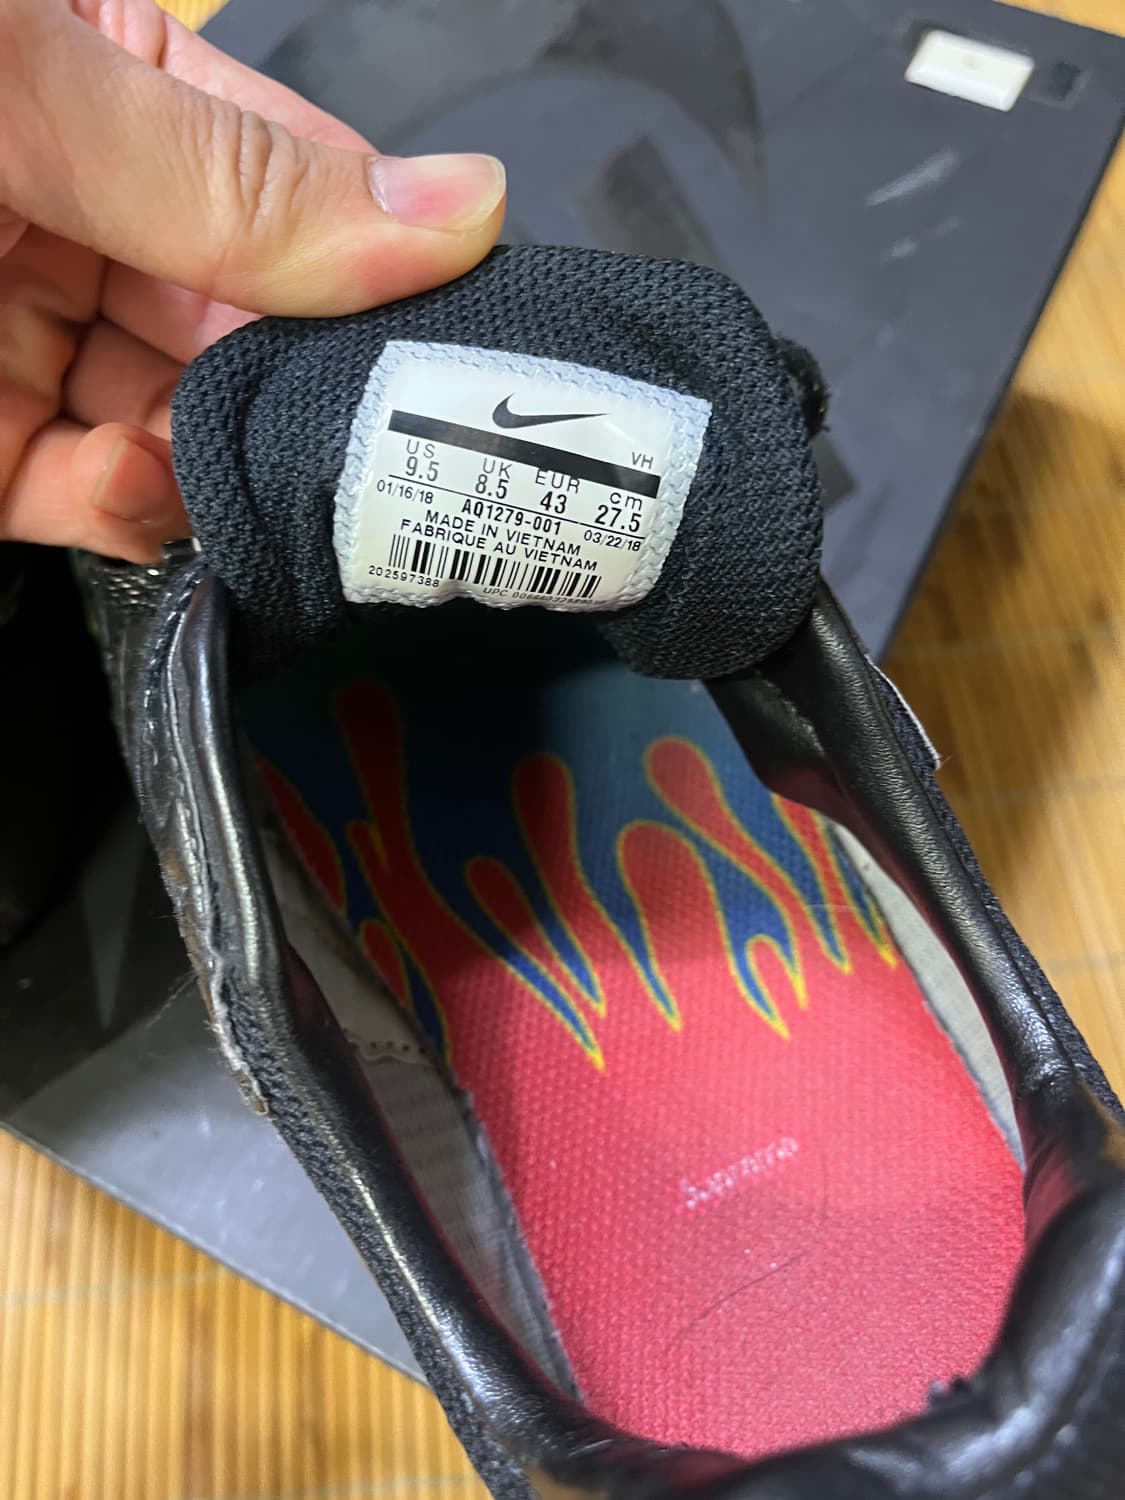 VH
US UK EUR cm
9.5 8.5 43 27.5
01/16/18 AQ1279-001 03/22/18
MADE IN VIETNAM
FABRIQUE AU VIETNAM
202597388 UPC
Supreme